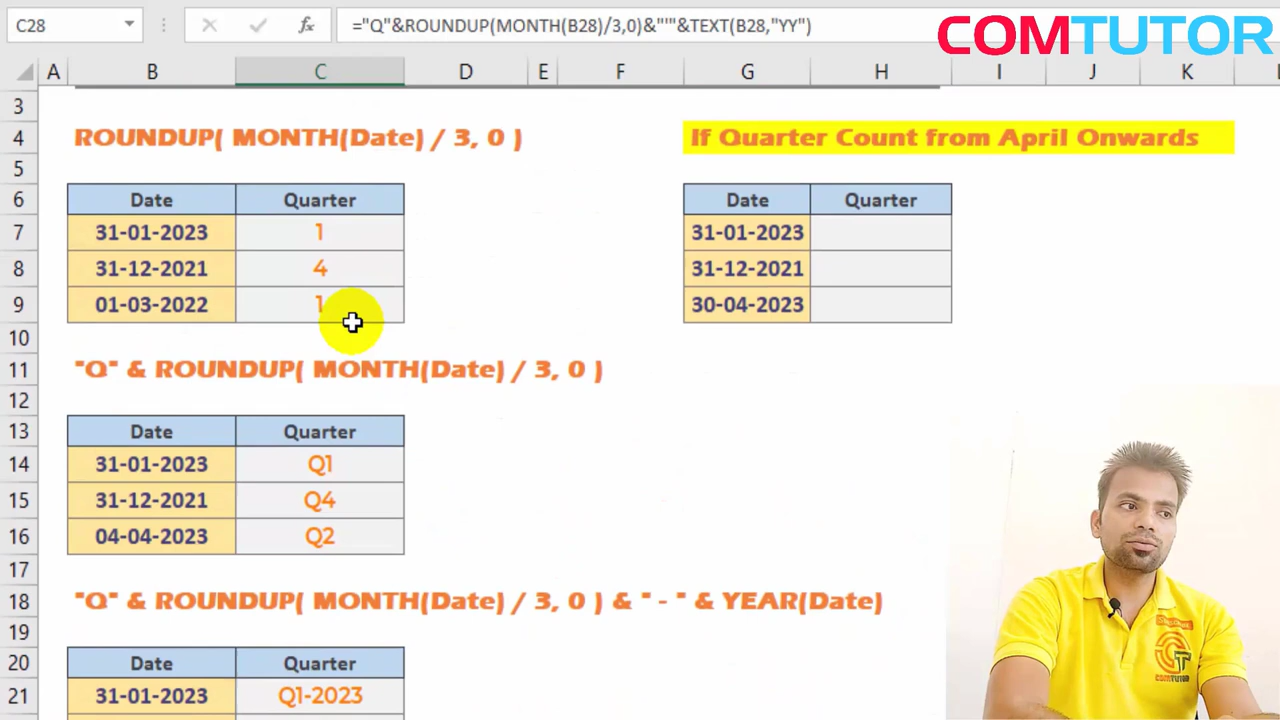 C28
="Q"&ROUNDUP(MONTH(B28)/3,0)&"'"&TEXT(B28,"YY")
COMTUTOR
A B C D E F G H I J K
3
4 ROUNDUP( MONTH(Date) / 3, 0 ) If Quarter Count from April Onwards
5
6 Date Quarter Date Quarter
7 31-01-2023 1 31-01-2023
8 31-12-2021 4 31-12-2021
9 01-03-2022 1 30-04-2023
10
11 "Q" & ROUNDUP( MONTH(Date) / 3, 0 )
12
13 Date Quarter
14 31-01-2023 Q1
15 31-12-2021 Q4
16 04-04-2023 Q2
17
18 "Q" & ROUNDUP( MONTH(Date) / 3, 0 ) & " - " & YEAR(Date)
19
20 Date Quarter
21 31-01-2023 Q1-2023
COMTUTOR